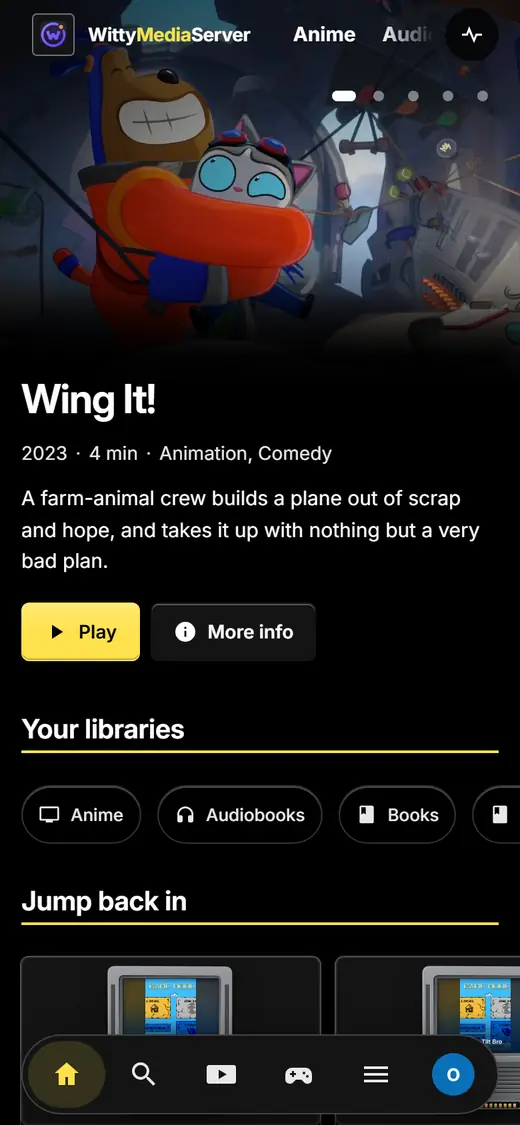 WittyMediaServer
Anime
Wing It!
2023 · 4 min · Animation, Comedy
A farm-animal crew builds a plane out of scrap
and hope, and takes it up with nothing but a very
bad plan.
Play
More info
Your libraries
Anime
Audiobooks
Books
Jump back in
O